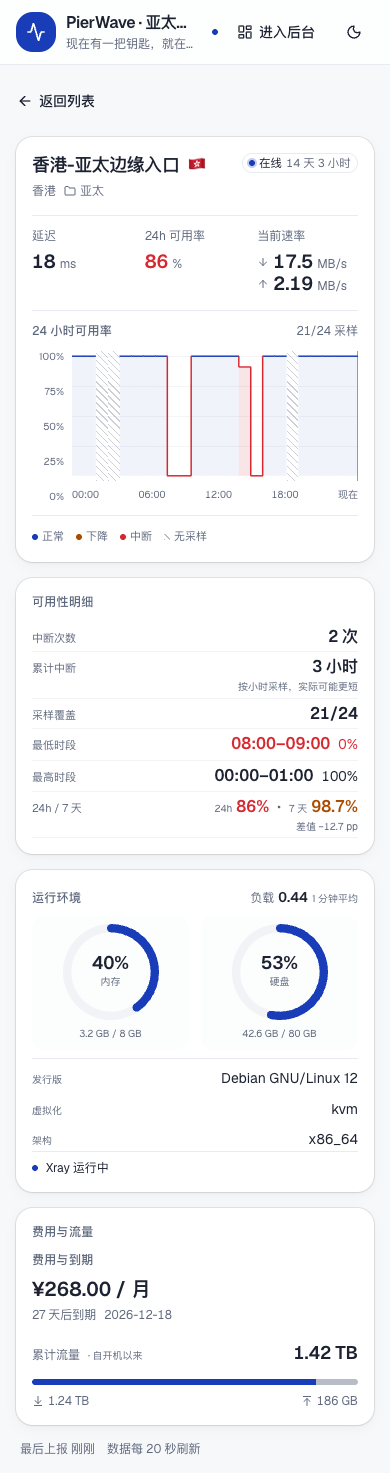 PierWave · 亚太...
现在有一把钥匙，就在...
进入后台
返回列表
香港-亚太边缘入口
在线 14 天 3 小时
香港 亚太
延迟 24h 可用率 当前速率
18 ms 86 % ↓ 17.5 MB/s
↑ 2.19 MB/s
24 小时可用率 21/24 采样
100%
75%
50%
25%
0%
00:00 06:00 12:00 18:00 现在
正常 下降 中断 无采样
可用性明细
中断次数 2 次
累计中断 3 小时
按小时采样，实际可能更短
采样覆盖 21/24
最低时段 08:00–09:00 0%
最高时段 00:00–01:00 100%
24h / 7 天 24h 86% · 7 天 98.7%
差值 −12.7 pp
运行环境 负载 0.44 1 分钟平均
40% 53%
内存 硬盘
3.2 GB / 8 GB 42.6 GB / 80 GB
发行版 Debian GNU/Linux 12
虚拟化 kvm
架构 x86_64
Xray 运行中
费用与流量
费用与到期
¥268.00 / 月
27 天后到期 2026-12-18
累计流量 · 自开机以来 1.42 TB
1.24 TB 186 GB
最后上报 刚刚 数据每 20 秒刷新